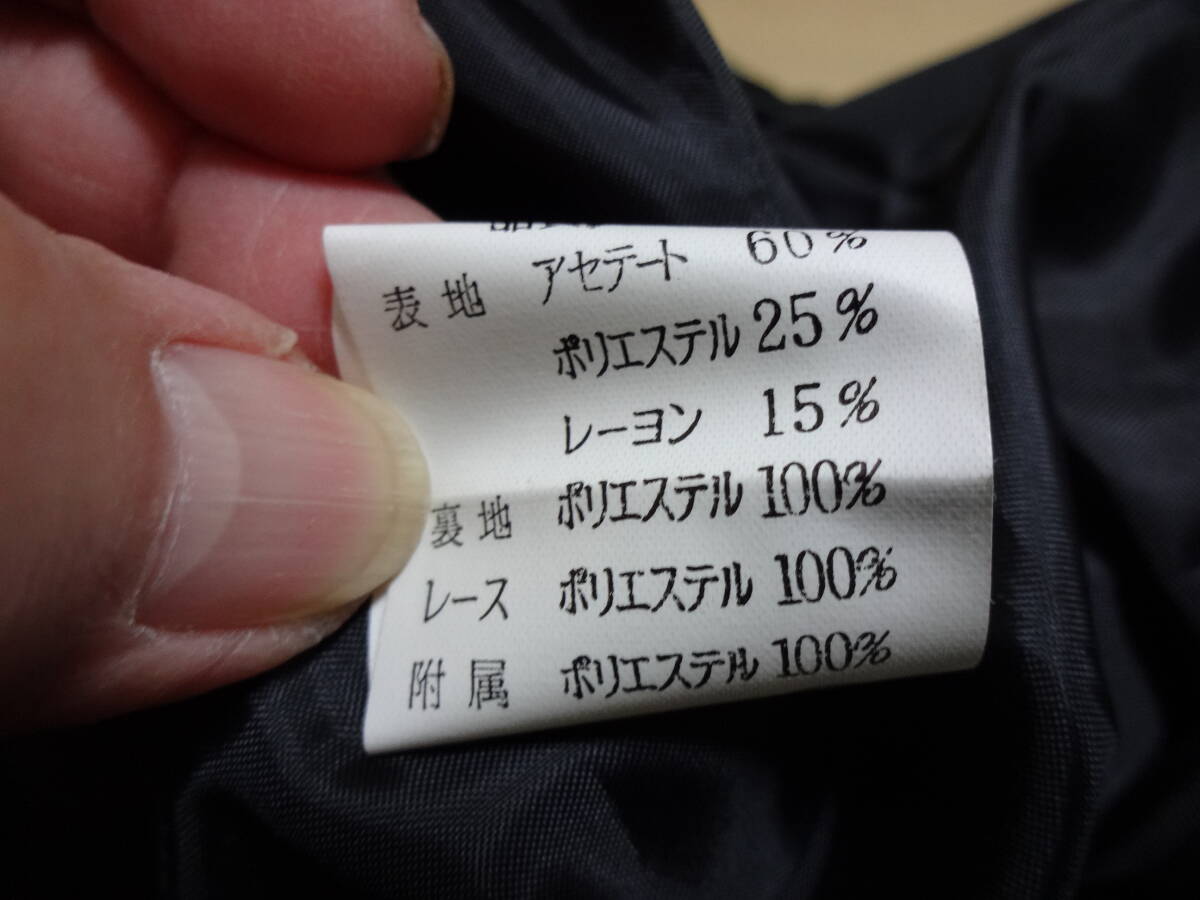 表地 アセテート 60%
ポリエステル 25%
レーヨン 15%
裏地 ポリエステル 100%
レース ポリエステル 100%
附属 ポリエステル 100%